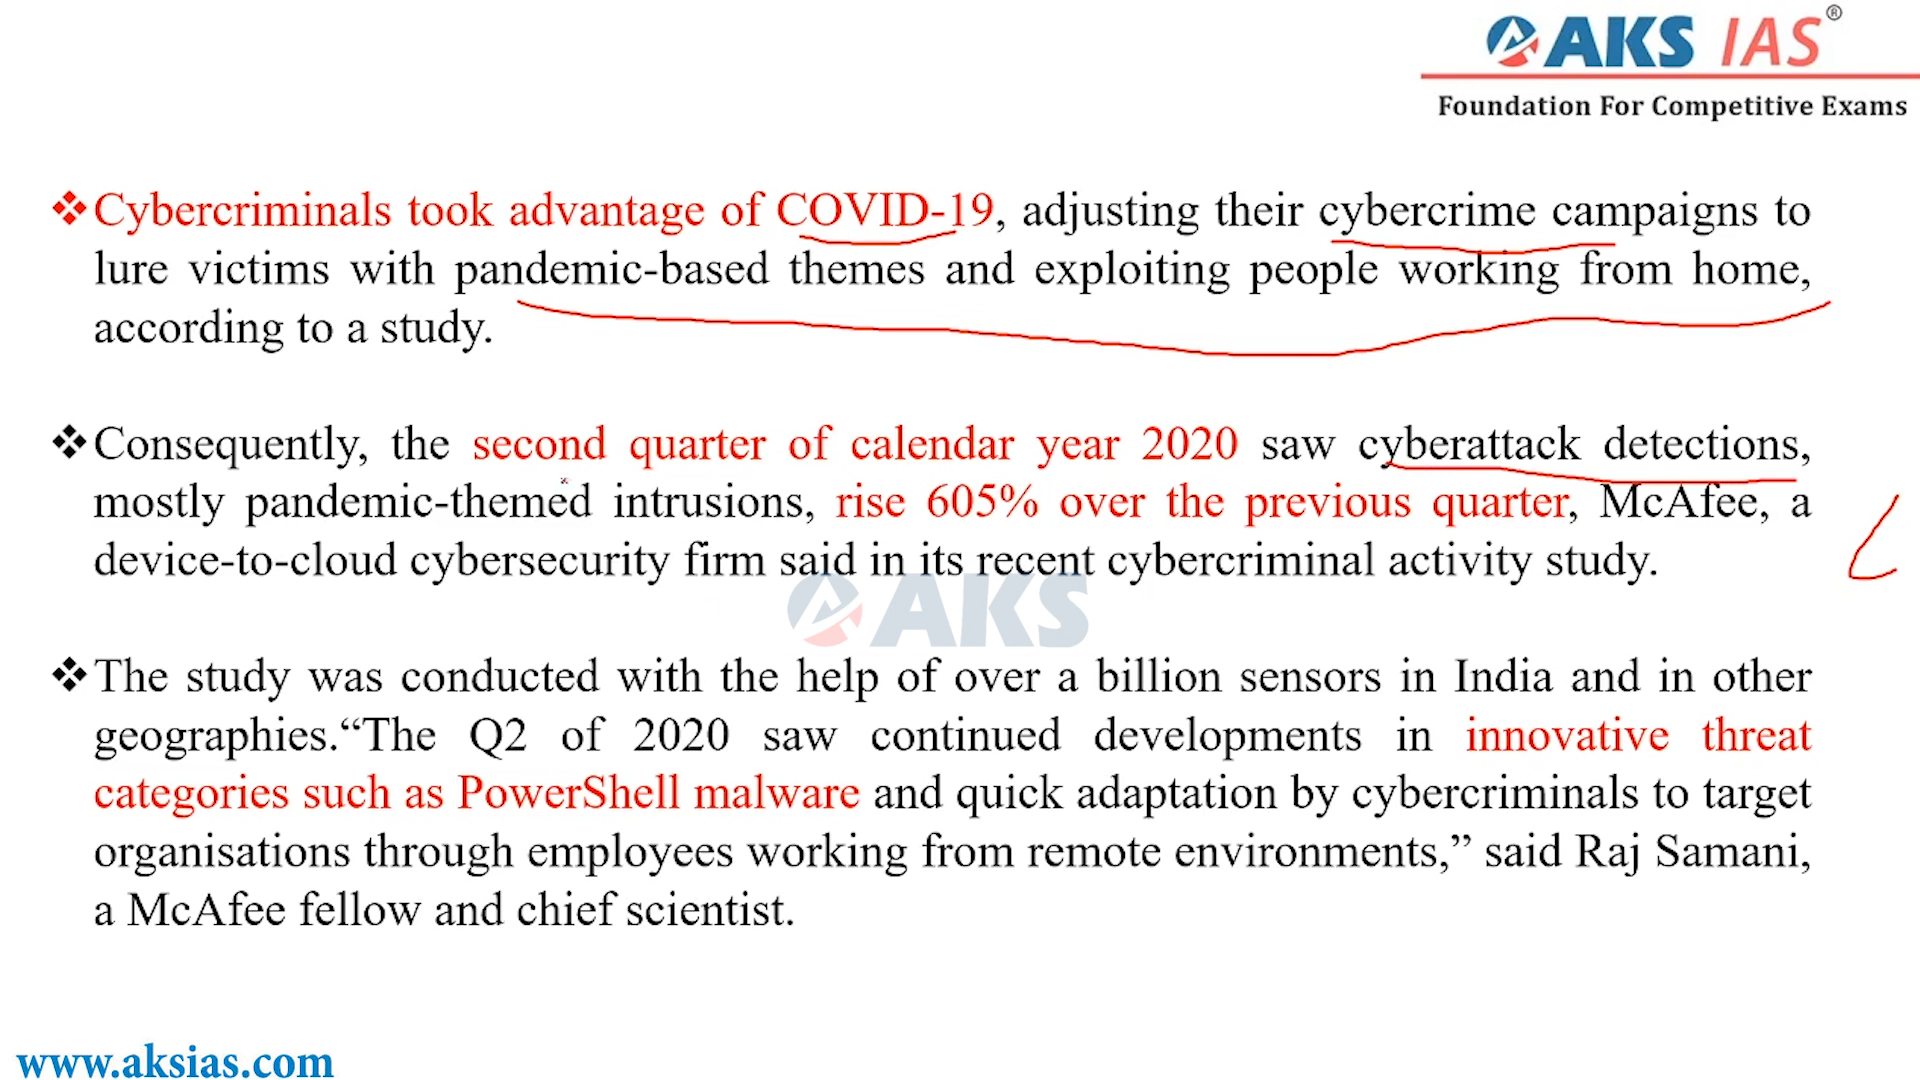 AKS IAS®
Foundation For Competitive Exams
❖Cybercriminals took advantage of COVID-19, adjusting their cybercrime campaigns to
lure victims with pandemic-based themes and exploiting people working from home,
according to a study.
❖Consequently, the second quarter of calendar year 2020 saw cyberattack detections,
mostly pandemic-themed intrusions, rise 605% over the previous quarter, McAfee, a
device-to-cloud cybersecurity firm said in its recent cybercriminal activity study.
AKS
❖The study was conducted with the help of over a billion sensors in India and in other
geographies.“The Q2 of 2020 saw continued developments in innovative threat
categories such as PowerShell malware and quick adaptation by cybercriminals to target
organisations through employees working from remote environments,” said Raj Samani,
a McAfee fellow and chief scientist.
www.aksias.com